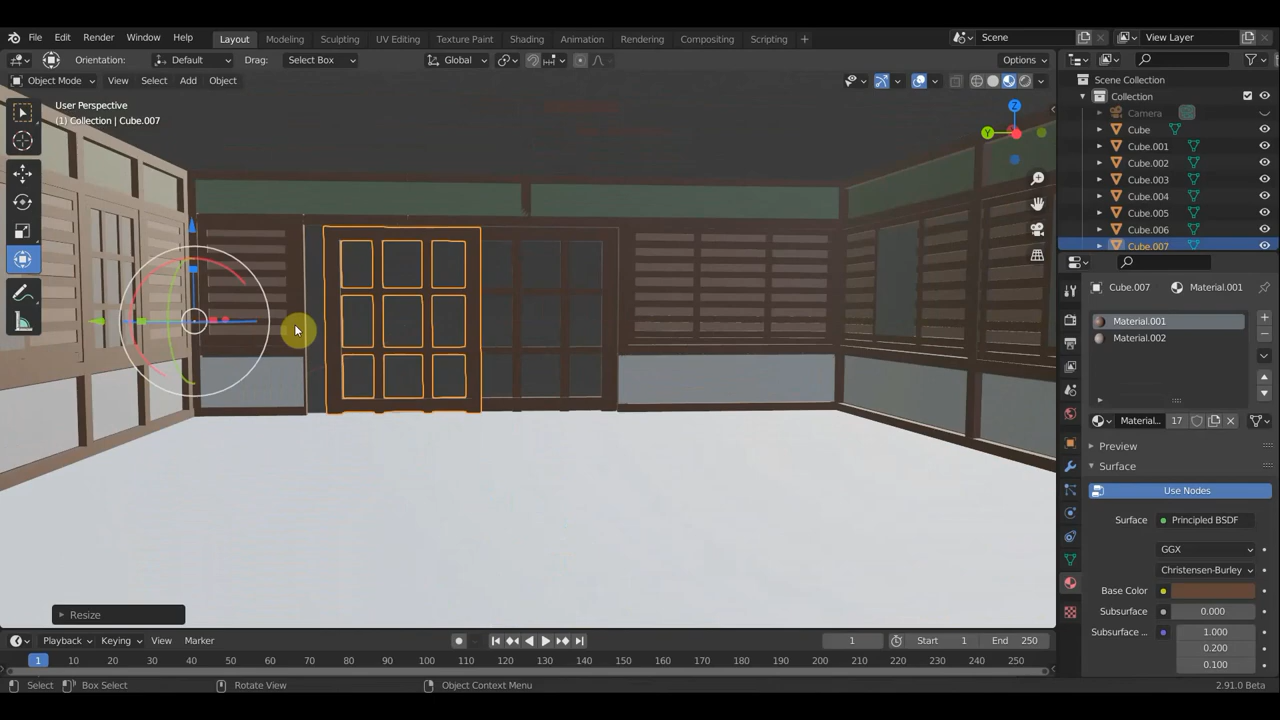 File Edit Render Window Help Layout Modeling Sculpting UV Editing Texture Paint Shading Animation Rendering Compositing Scripting + Scene View Layer
Orientation: Default Drag: Select Box Global Options
Object Mode View Select Add Object
User Perspective
(1) Collection | Cube.007
Scene Collection
Collection
Camera
Cube
Cube.001
Cube.002
Cube.003
Cube.004
Cube.005
Cube.006
Cube.007
Z
Y
Cube.007 Material.001
Material.001
Material.002
Material... 17
Preview
Surface
Use Nodes
Surface Principled BSDF
GGX
Christensen-Burley
Base Color
Subsurface 0.000
Subsurface ... 1.000
0.200
0.100
Resize
Playback Keying View Marker 1 Start 1 End 250
1 10 20 30 40 50 60 70 80 90 100 110 120 130 140 150 160 170 180 190 200 210 220 230 240 250
Select Box Select Rotate View Object Context Menu 2.91.0 Beta